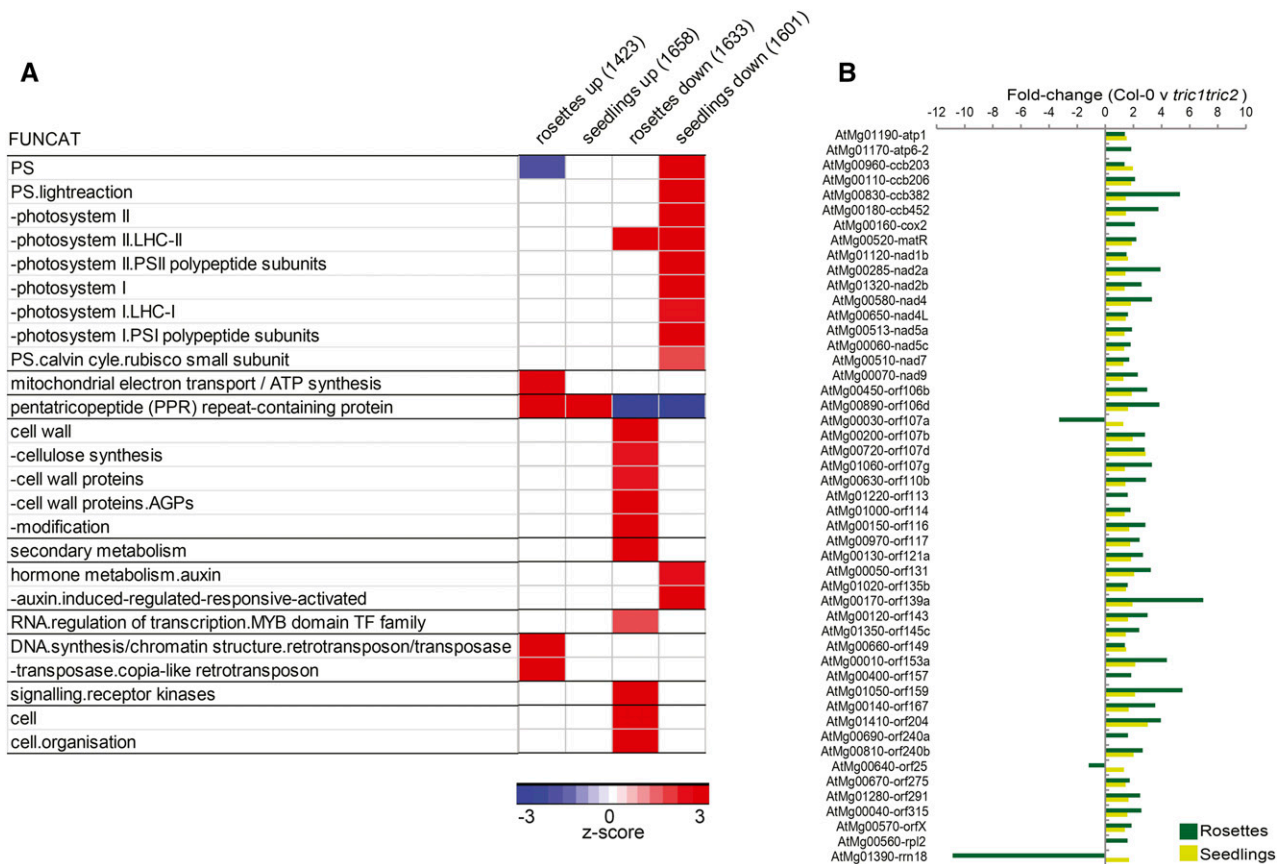 A
rosettes up (1423)
seedlings up (1658)
rosettes down (1633)
seedlings down (1601)
FUNCAT
PS
PS.lightreaction
-photosystem II
-photosystem II.LHC-II
-photosystem II.PSII polypeptide subunits
-photosystem I
-photosystem I.LHC-I
-photosystem I.PSI polypeptide subunits
PS.calvin cyle.rubisco small subunit
mitochondrial electron transport / ATP synthesis
pentatricopeptide (PPR) repeat-containing protein
cell wall
-cellulose synthesis
-cell wall proteins
-cell wall proteins.AGPs
-modification
secondary metabolism
hormone metabolism.auxin
-auxin.induced-regulated-responsive-activated
RNA.regulation of transcription.MYB domain TF family
DNA.synthesis/chromatin structure.retrotransposon/transposase
-transposase.copia-like retrotransposon
signalling.receptor kinases
cell
cell.organisation
-3 0 3
z-score
B
Fold-change (Col-0 v tric1tric2 )
-12 -10 -8 -6 -4 -2 0 2 4 6 8 10
AtMg01190-atp1
AtMg01170-atp6-2
AtMg00960-ccb203
AtMg00110-ccb206
AtMg00830-ccb382
AtMg00180-ccb452
AtMg00160-cox2
AtMg00520-matR
AtMg01120-nad1b
AtMg00285-nad2a
AtMg01320-nad2b
AtMg00580-nad4
AtMg00650-nad4L
AtMg00513-nad5a
AtMg00060-nad5c
AtMg00510-nad7
AtMg00070-nad9
AtMg00450-orf106b
AtMg00890-orf106d
AtMg00030-orf107a
AtMg00200-orf107b
AtMg00720-orf107d
AtMg01060-orf107g
AtMg00630-orf110b
AtMg01220-orf113
AtMg01000-orf114
AtMg00150-orf116
AtMg00970-orf117
AtMg00130-orf121a
AtMg00050-orf131
AtMg01020-orf135b
AtMg00170-orf139a
AtMg00120-orf143
AtMg01350-orf145c
AtMg00660-orf149
AtMg00010-orf153a
AtMg00400-orf157
AtMg01050-orf159
AtMg00140-orf167
AtMg01410-orf204
AtMg00690-orf240a
AtMg00810-orf240b
AtMg00640-orf25
AtMg00670-orf275
AtMg01280-orf291
AtMg00040-orf315
AtMg00570-orfX
AtMg00560-rpl2
AtMg01390-rrn18
Rosettes
Seedlings